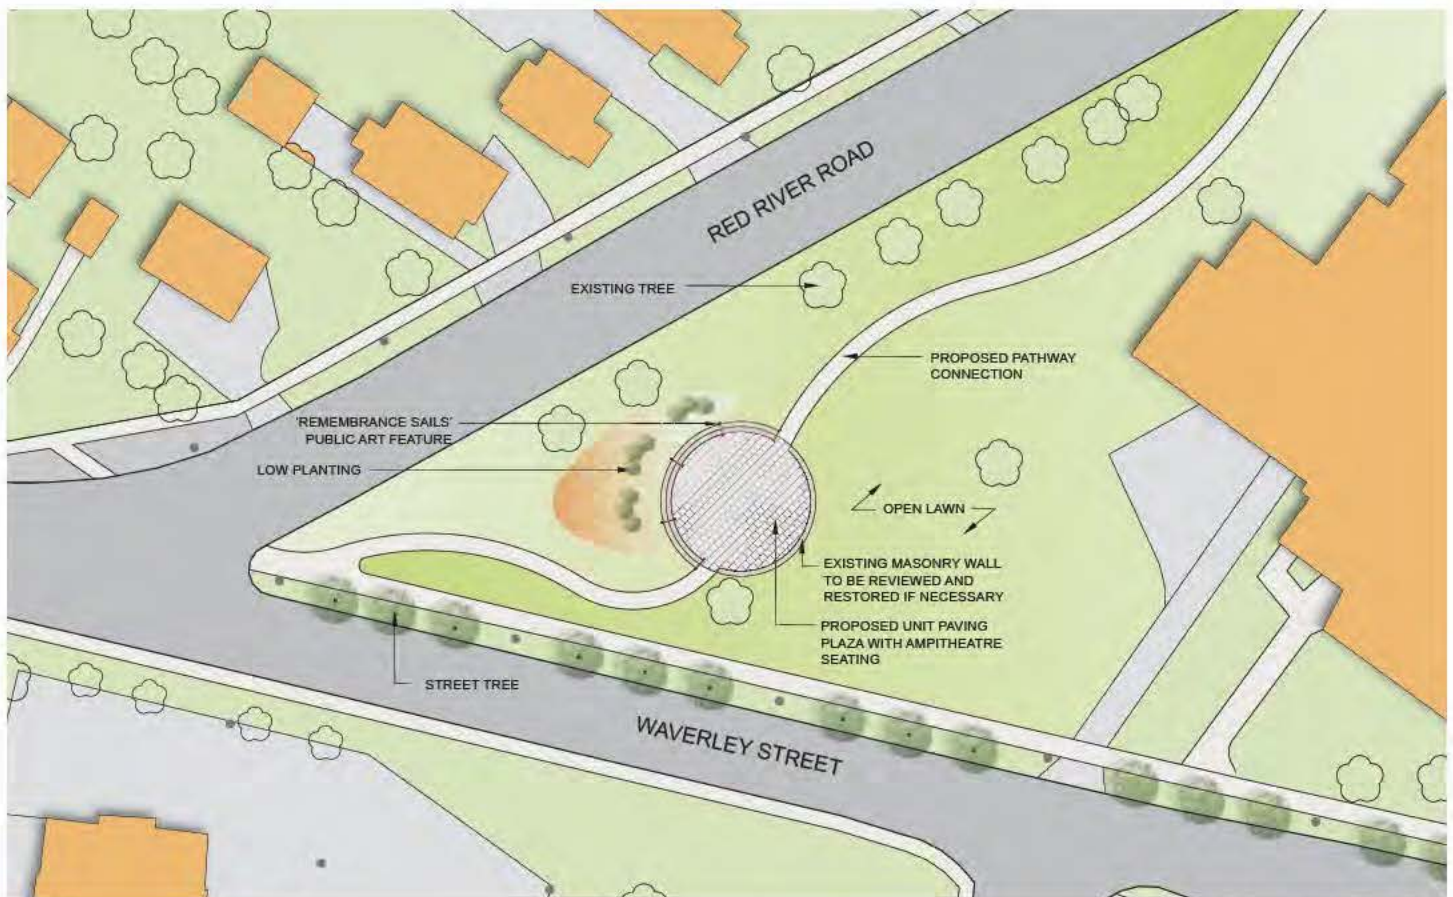 RED RIVER ROAD
EXISTING TREE
PROPOSED PATHWAY
CONNECTION
'REMEMBRANCE SAILS'
PUBLIC ART FEATURE
LOW PLANTING
OPEN LAWN
EXISTING MASONRY WALL
TO BE REVIEWED AND
RESTORED IF NECESSARY
PROPOSED UNIT PAVING
PLAZA WITH AMPITHEATRE
SEATING
STREET TREE
WAVERLEY STREET